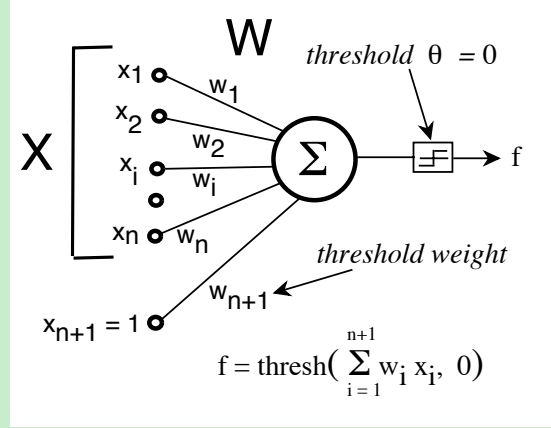 W
threshold θ = 0
x1
w1
x2
w2
X
xi
wi
Σ
f
xn
wn
threshold weight
wn+1
xn+1 = 1
n+1
f = thresh( Σ wi xi, 0)
i = 1